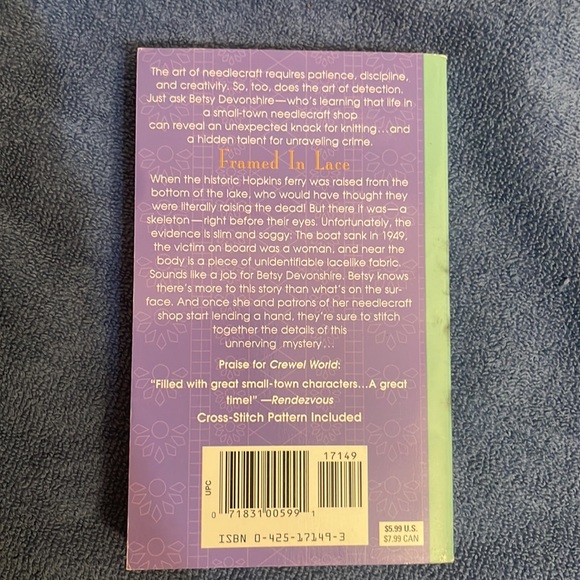 The art of needlecraft requires patience, discipline,
and creativity. So, too, does the art of detection.
Just ask Betsy Devonshire—who's learning that life in
a small-town needlecraft shop
can reveal an unexpected knack for knitting...and
a hidden talent for unraveling crime.
Framed In Lace
When the historic Hopkins ferry was raised from the
bottom of the lake, who would have thought they
were literally raising the dead! But there it was—a
skeleton—right before their eyes. Unfortunately, the
evidence is slim and soggy: The boat sank in 1949,
the victim on board was a woman, and near the
body is a piece of unidentifiable lacelike fabric.
Sounds like a job for Betsy Devonshire. Betsy knows
there's more to this story than what's on the sur-
face. And once she and patrons of her needlecraft
shop start lending a hand, they're sure to stitch
together the details of this
unnerving mystery...
Praise for Crewel World:
"Filled with great small-town characters...A great
time!" —Rendezvous
Cross-Stitch Pattern Included
17149
UPC
0 71831 00599 1
ISBN 0-425-17149-3
$5.99 U.S.
$7.99 CAN